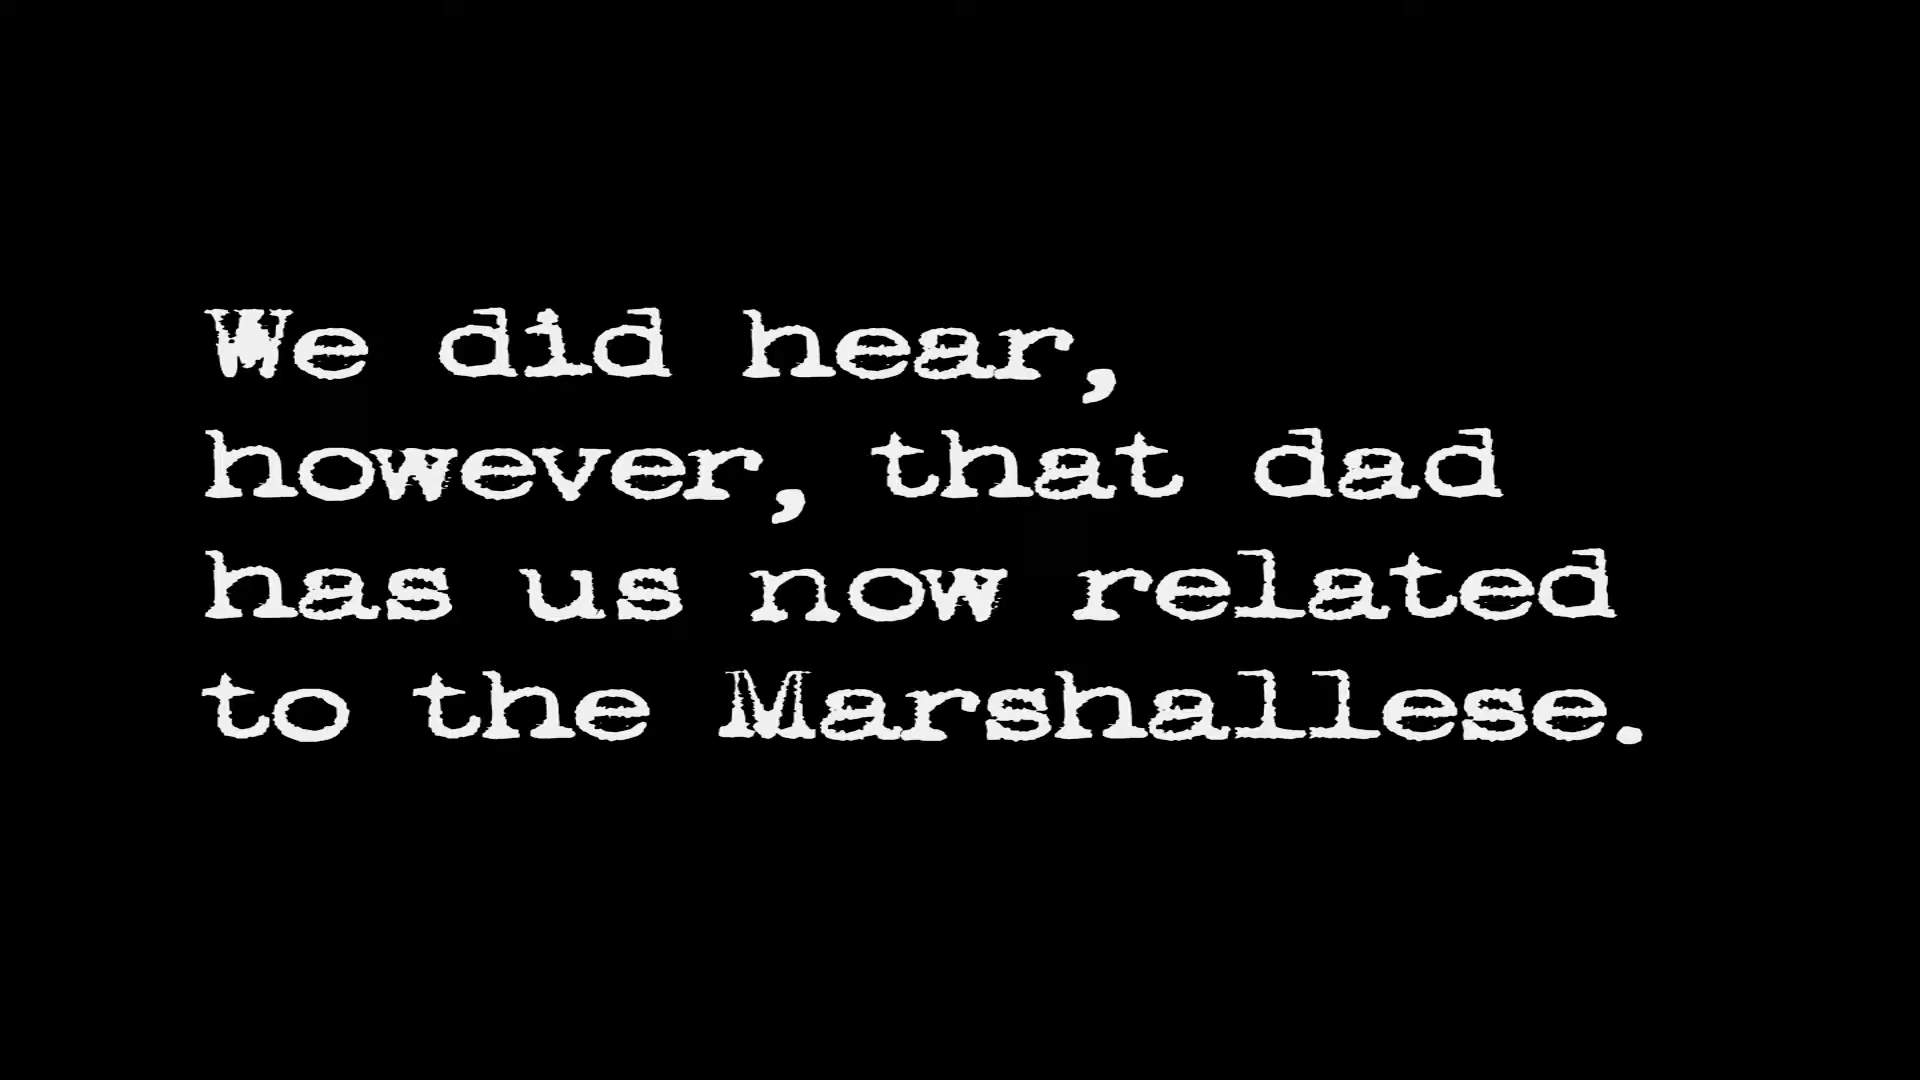 We did hear,
however, that dad
has us now related
to the Marshallese.